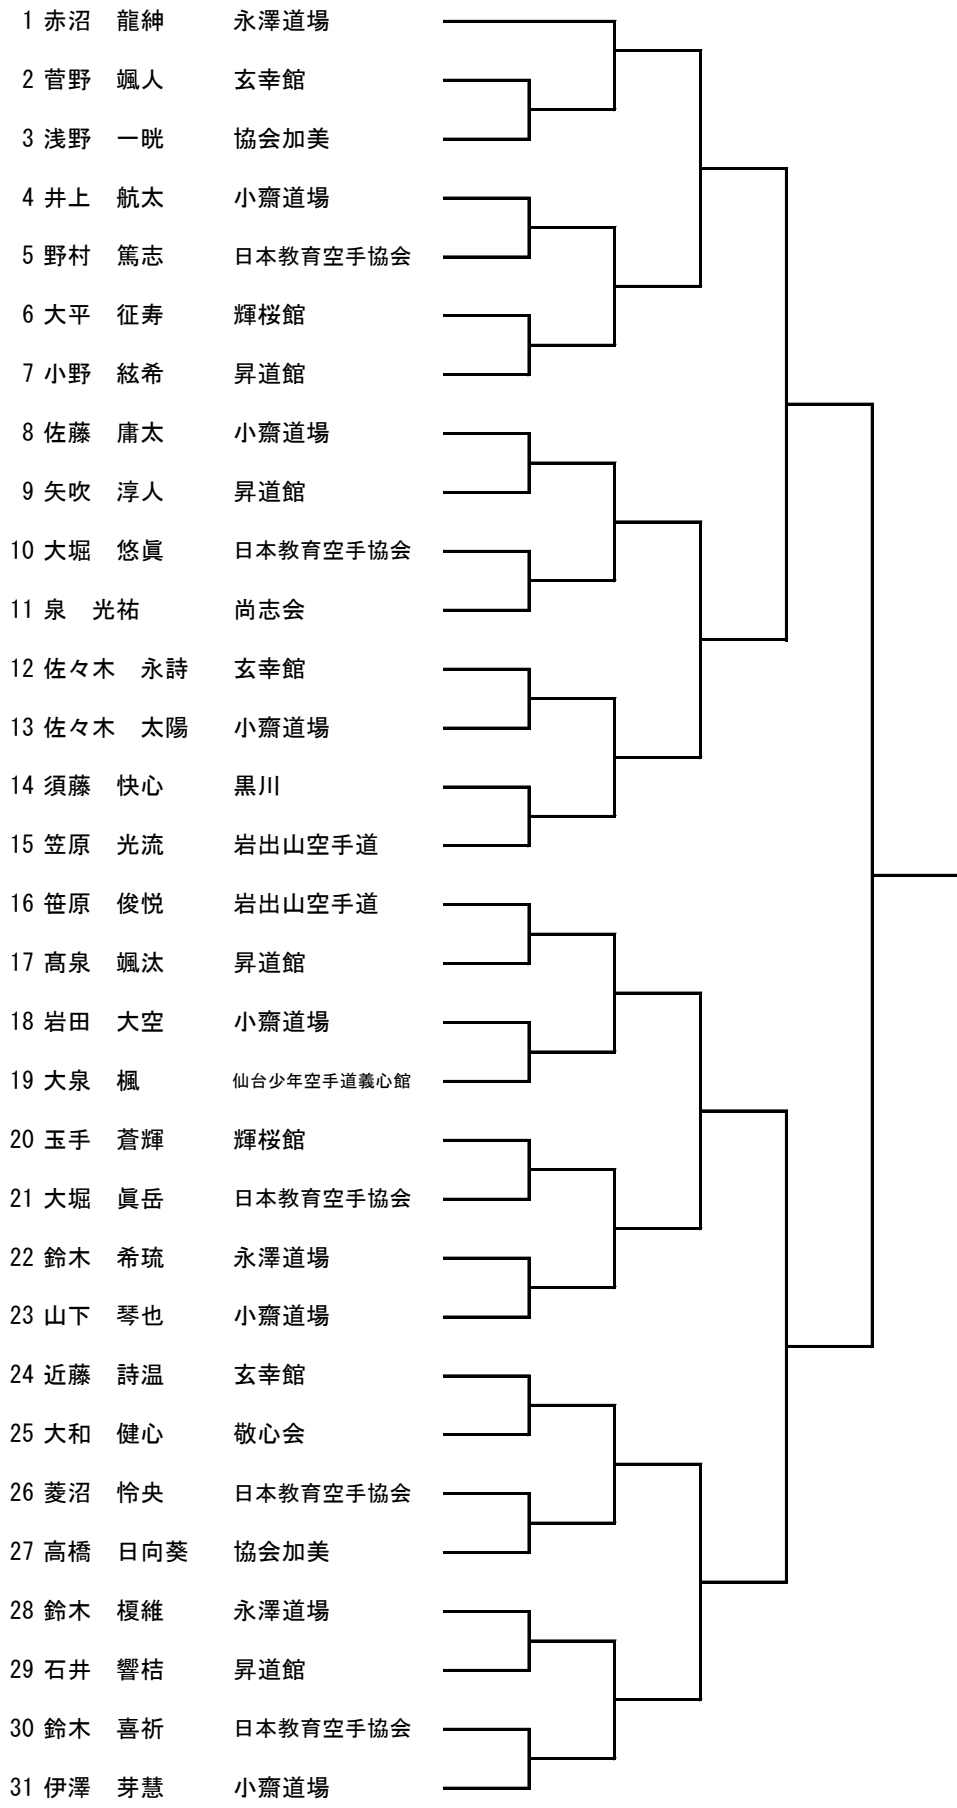 1 赤沼　龍紳　永澤道場
2 菅野　颯人　玄幸館
3 浅野　一晄　協会加美
4 井上　航太　小齋道場
5 野村　篤志　日本教育空手協会
6 大平　征寿　輝桜館
7 小野　絃希　昇道館
8 佐藤　庸太　小齋道場
9 矢吹　淳人　昇道館
10 大堀　悠眞　日本教育空手協会
11 泉　光祐　尚志会
12 佐々木　永詩　玄幸館
13 佐々木　太陽　小齋道場
14 須藤　快心　黒川
15 笠原　光流　岩出山空手道
16 笹原　俊悦　岩出山空手道
17 髙泉　颯汰　昇道館
18 岩田　大空　小齋道場
19 大泉　楓　仙台少年空手道義心館
20 玉手　蒼輝　輝桜館
21 大堀　眞岳　日本教育空手協会
22 鈴木　希琉　永澤道場
23 山下　琴也　小齋道場
24 近藤　詩温　玄幸館
25 大和　健心　敬心会
26 菱沼　怜央　日本教育空手協会
27 高橋　日向葵　協会加美
28 鈴木　榎維　永澤道場
29 石井　響桔　昇道館
30 鈴木　喜祈　日本教育空手協会
31 伊澤　芽慧　小齋道場